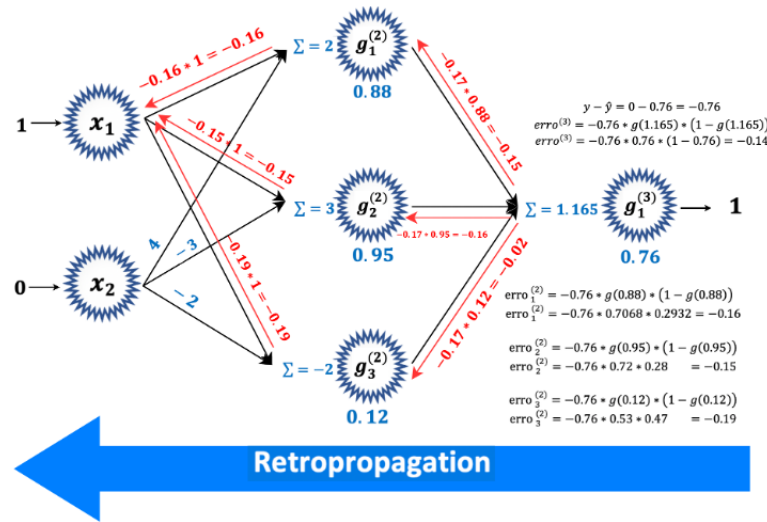 -0.16 * 1 = -0.16
Σ = 2
g₁⁽²⁾
0.88
-0.17 * 0.88 = -0.15
y − ŷ = 0 − 0.76 = −0.76
erro⁽³⁾ = −0.76 * g(1.165) * (1 − g(1.165))
erro⁽³⁾ = −0.76 * 0.76 * (1 − 0.76) = −0.14
1
x₁
-0.15 * 1 = -0.15
Σ = 3
g₂⁽²⁾
0.95
-0.17 * 0.95 = -0.16
Σ = 1.165
g₁⁽³⁾
0.76
1
4
-3
-2
0
x₂
-0.19 * 1 = -0.19
-0.17 * 0.12 = -0.02
Σ = -2
g₃⁽²⁾
0.12
erro₁⁽²⁾ = −0.76 * g(0.88) * (1 − g(0.88))
erro₁⁽²⁾ = −0.76 * 0.7068 * 0.2932 = −0.16
erro₂⁽²⁾ = −0.76 * g(0.95) * (1 − g(0.95))
erro₂⁽²⁾ = −0.76 * 0.72 * 0.28 = −0.15
erro₃⁽²⁾ = −0.76 * g(0.12) * (1 − g(0.12))
erro₃⁽²⁾ = −0.76 * 0.53 * 0.47 = −0.19
Retropropagation